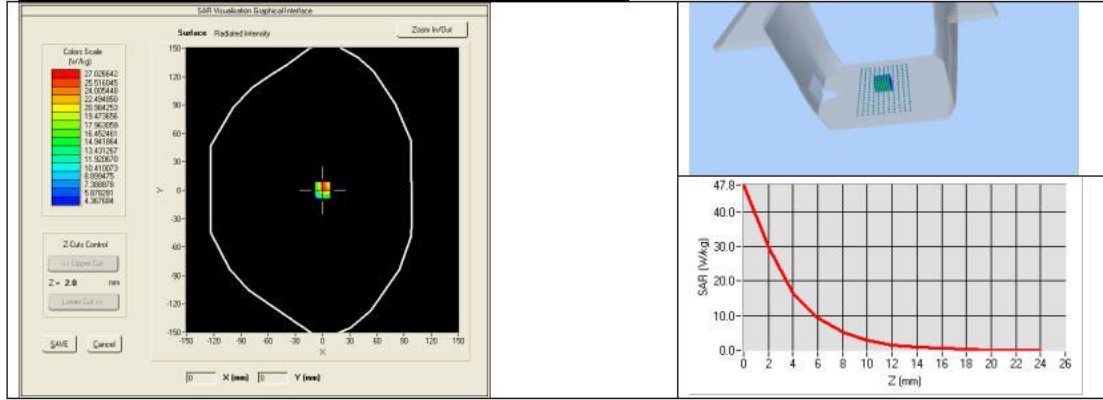 SAR Visualisation Graphical Interface
Surface Radiated Intensity
Zoom In/Out
Colors Scale
(W/kg)
27.026642
25.516045
24.005448
22.494850
20.984253
19.473656
17.963059
16.452461
14.941864
13.431267
11.920670
10.410073
8.899475
7.388878
5.878281
4.367684
150
120
90
60
30
0
-30
-60
-90
-120
-150
Y
-150 -120 -90 -60 -30 0 30 60 90 120 150
X
Z-Cuts Control
<< Upper Cut
Z = 2.0 mm
Lower Cut >>
SAVE Cancel
0 X (mm) 0 Y (mm)
47.8
40.0
30.0
20.0
10.0
0.0
SAR (W/kg)
0 2 4 6 8 10 12 14 16 18 20 22 24 26
Z (mm)